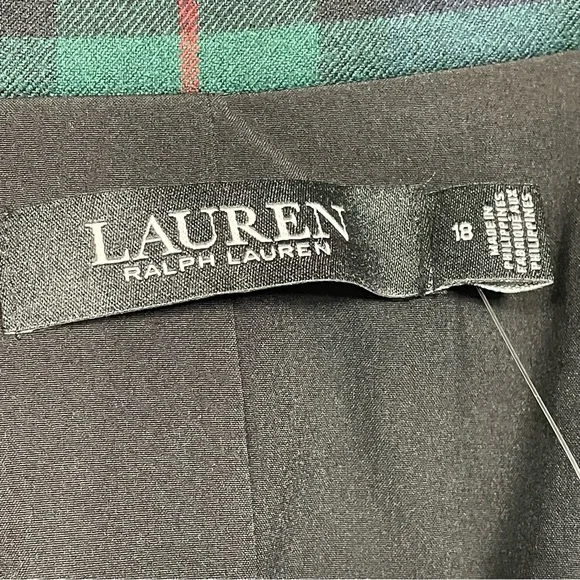 LAUREN
RALPH LAUREN
18
MADE IN
PHILIPPINES
FABRIQUÉ AUX
PHILIPPINES